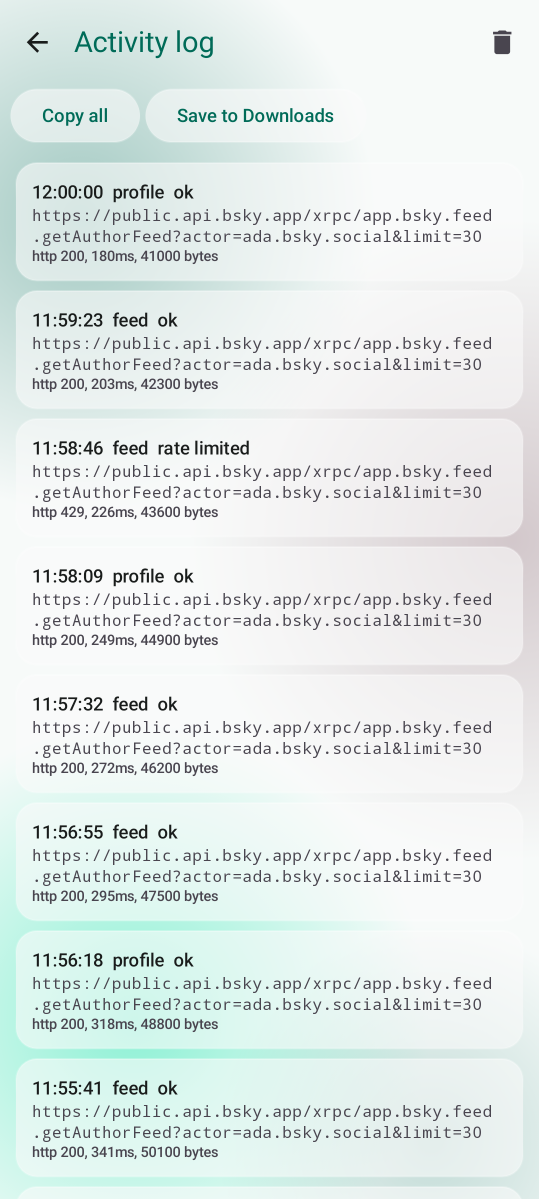 Activity log
Copy all
Save to Downloads
12:00:00 profile ok
https://public.api.bsky.app/xrpc/app.bsky.feed
.getAuthorFeed?actor=ada.bsky.social&limit=30
http 200, 180ms, 41000 bytes
11:59:23 feed ok
https://public.api.bsky.app/xrpc/app.bsky.feed
.getAuthorFeed?actor=ada.bsky.social&limit=30
http 200, 203ms, 42300 bytes
11:58:46 feed rate limited
https://public.api.bsky.app/xrpc/app.bsky.feed
.getAuthorFeed?actor=ada.bsky.social&limit=30
http 429, 226ms, 43600 bytes
11:58:09 profile ok
https://public.api.bsky.app/xrpc/app.bsky.feed
.getAuthorFeed?actor=ada.bsky.social&limit=30
http 200, 249ms, 44900 bytes
11:57:32 feed ok
https://public.api.bsky.app/xrpc/app.bsky.feed
.getAuthorFeed?actor=ada.bsky.social&limit=30
http 200, 272ms, 46200 bytes
11:56:55 feed ok
https://public.api.bsky.app/xrpc/app.bsky.feed
.getAuthorFeed?actor=ada.bsky.social&limit=30
http 200, 295ms, 47500 bytes
11:56:18 profile ok
https://public.api.bsky.app/xrpc/app.bsky.feed
.getAuthorFeed?actor=ada.bsky.social&limit=30
http 200, 318ms, 48800 bytes
11:55:41 feed ok
https://public.api.bsky.app/xrpc/app.bsky.feed
.getAuthorFeed?actor=ada.bsky.social&limit=30
http 200, 341ms, 50100 bytes